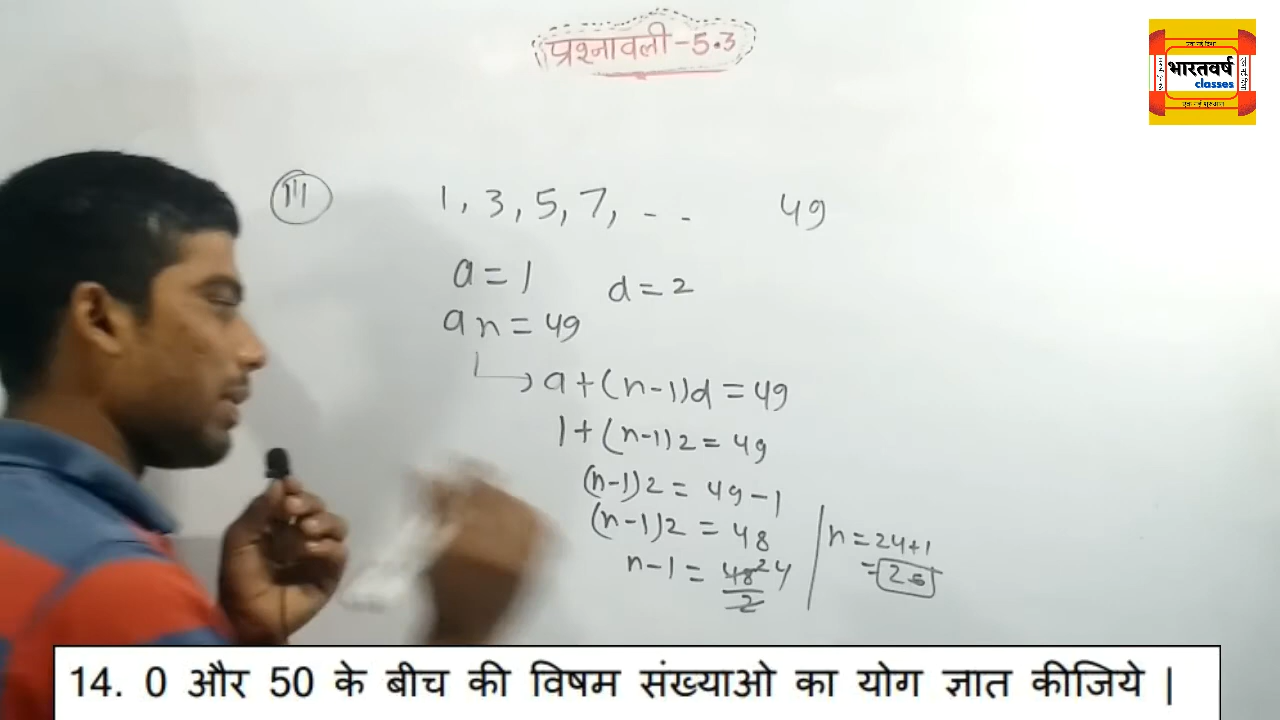 प्रश्नावली-5.3
भारतवर्ष
classes
111
1, 3, 5, 7, - - 49
a = 1 d = 2
an = 49
a + (n-1)d = 49
1 + (n-1)2 = 49
(n-1)2 = 49 - 1
(n-1)2 = 48
n-1 = 48/2 24
n = 24+1
= 25
14. 0 और 50 के बीच की विषम संख्याओ का योग ज्ञात कीजिये |